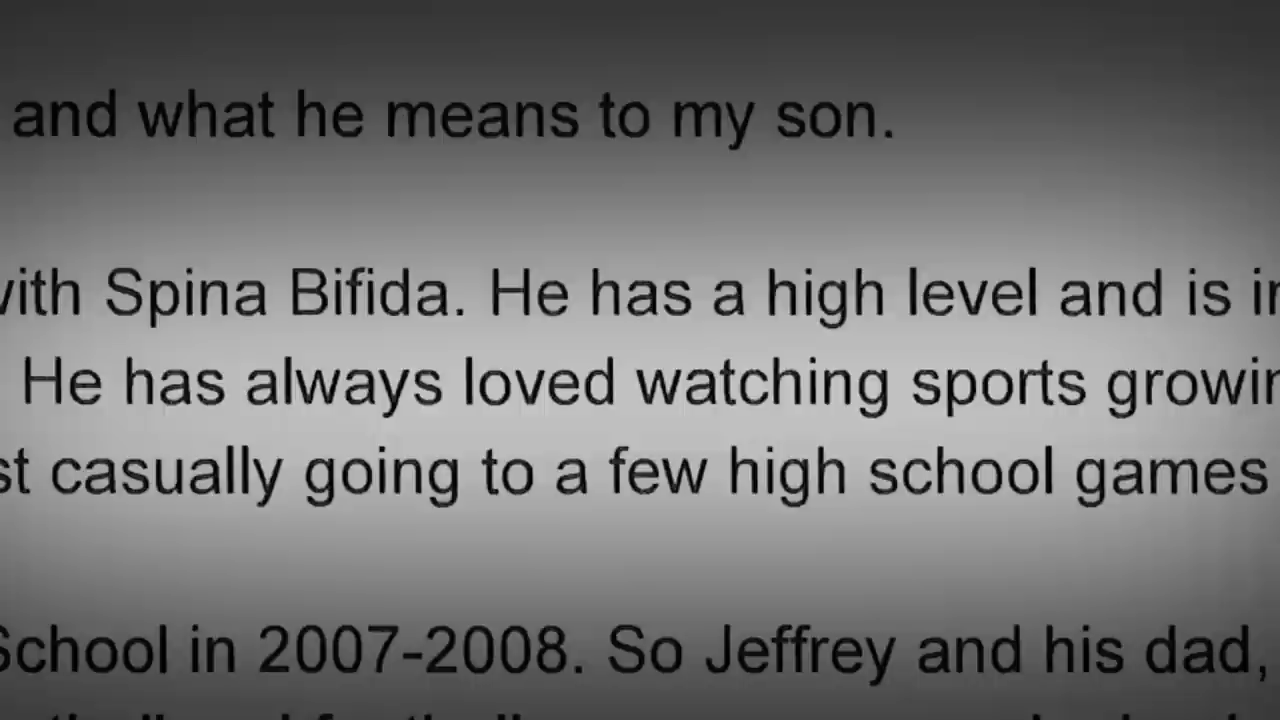 and what he means to my son.
with Spina Bifida. He has a high level and is
He has always loved watching sports
casually going to a few high school games
School in 2007-2008. So Jeffrey and his dad,